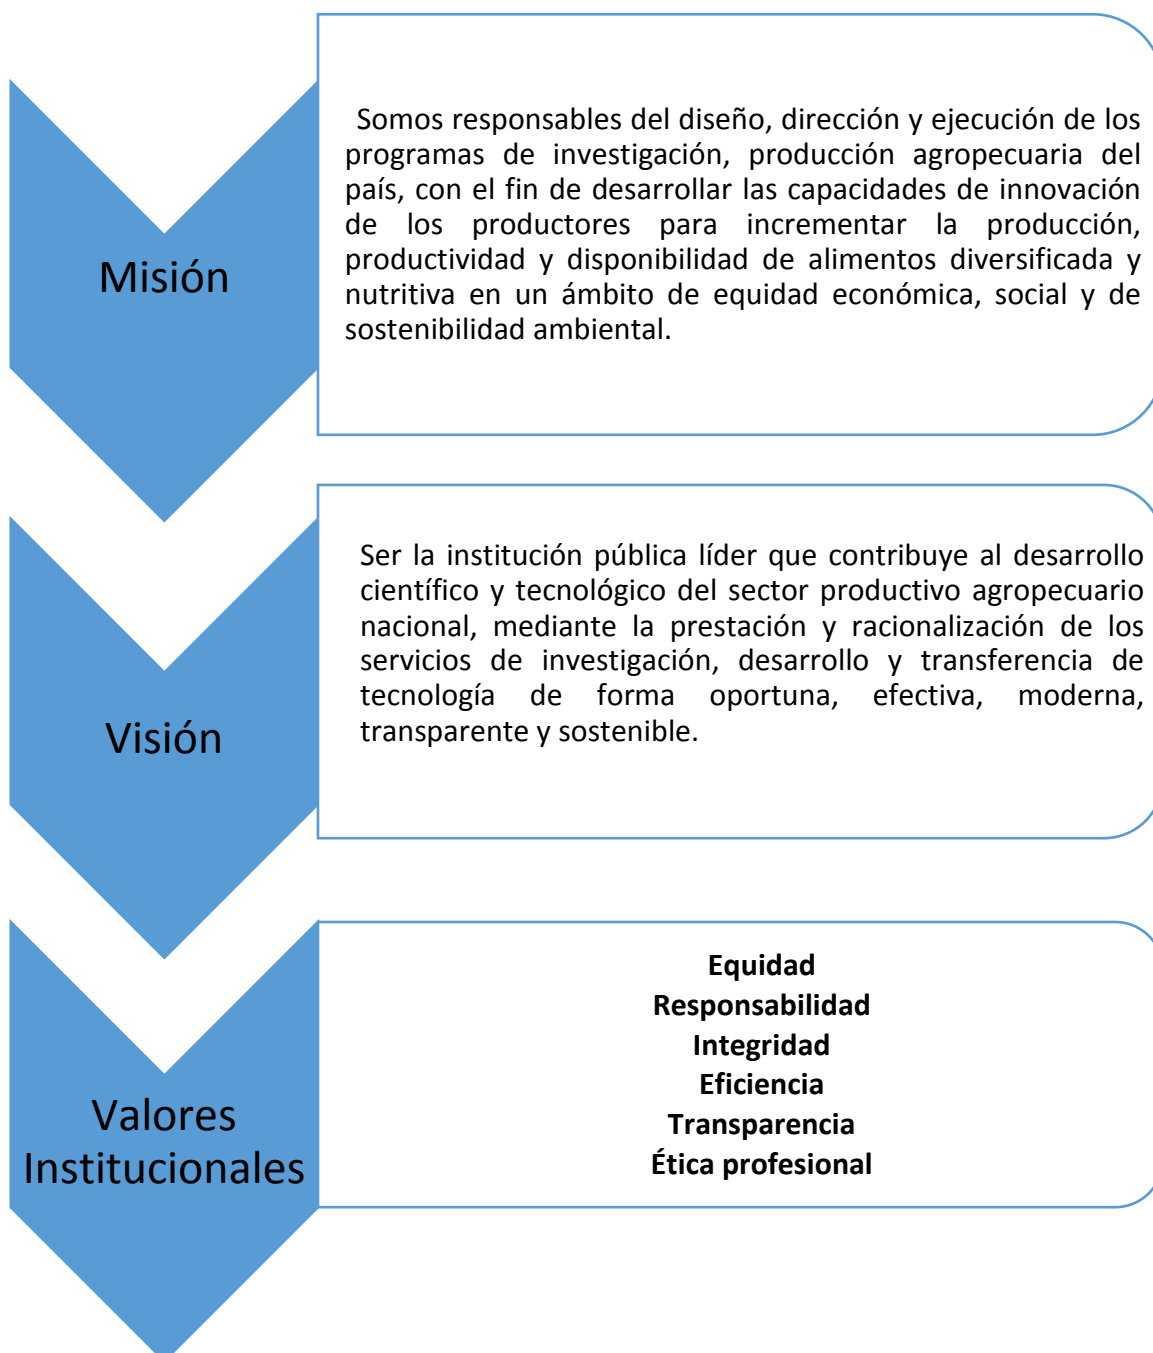 Misión
Somos responsables del diseño, dirección y ejecución de los
programas de investigación, producción agropecuaria del
país, con el fin de desarrollar las capacidades de innovación
de los productores para incrementar la producción,
productividad y disponibilidad de alimentos diversificada y
nutritiva en un ámbito de equidad económica, social y de
sostenibilidad ambiental.
Visión
Ser la institución pública líder que contribuye al desarrollo
científico y tecnológico del sector productivo agropecuario
nacional, mediante la prestación y racionalización de los
servicios de investigación, desarrollo y transferencia de
tecnología de forma oportuna, efectiva, moderna,
transparente y sostenible.
Valores
Institucionales
Equidad
Responsabilidad
Integridad
Eficiencia
Transparencia
Ética profesional